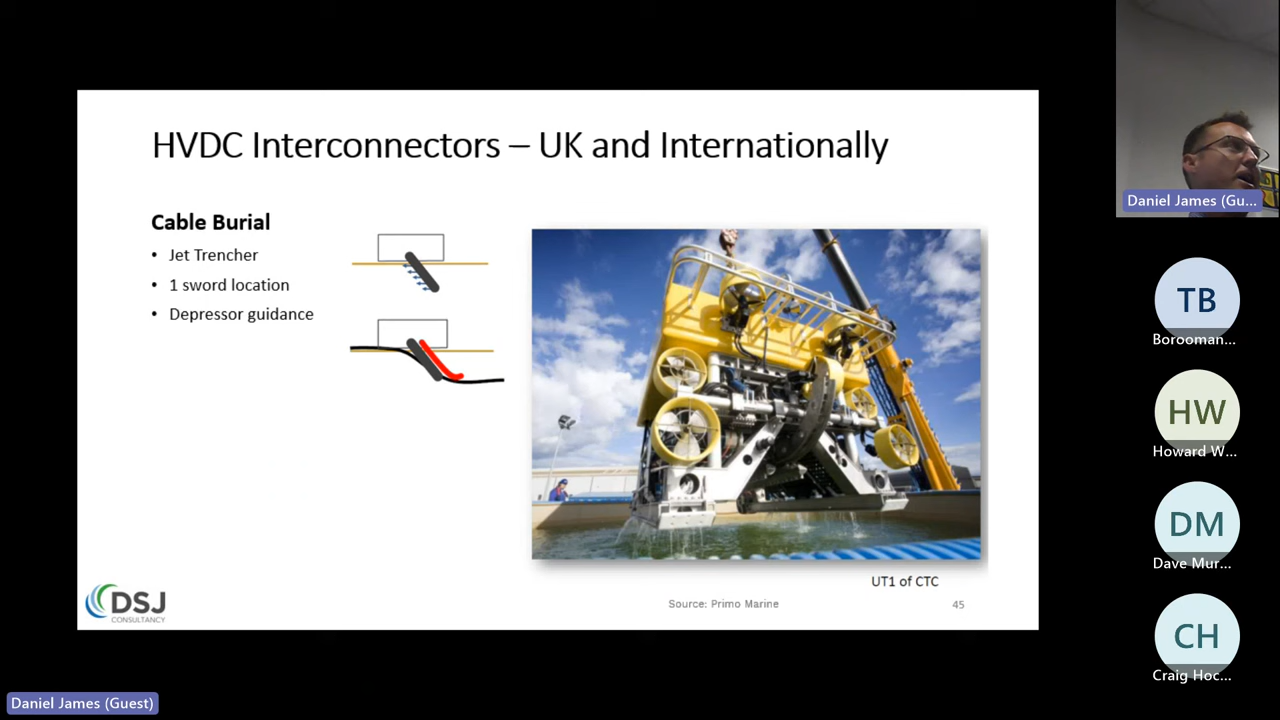 HVDC Interconnectors – UK and Internationally
Cable Burial
• Jet Trencher
• 1 sword location
• Depressor guidance
UT1 of CTC
Source: Primo Marine
45
DSJ
CONSULTANCY
Daniel James (Gu...
TB
Borooman...
HW
Howard W...
DM
Dave Mur...
CH
Craig Hoc...
Daniel James (Guest)